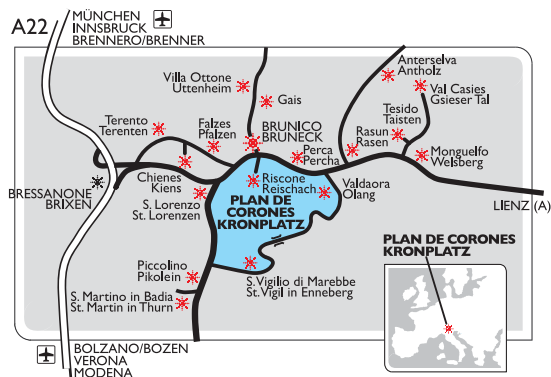 A22
MÜNCHEN
INNSBRUCK
BRENNERO/BRENNER
Villa Ottone
Uttenheim
Gais
Anterselva
Antholz
Val Casies
Gsieser Tal
Tesido
Taisten
Terento
Terenten
Falzes
Pfalzen
BRUNICO
BRUNECK
Perca
Percha
Rasun
Rasen
Monguelfo
Welsberg
Chienes
Kiens
BRESSANONE
BRIXEN
S. Lorenzo
St. Lorenzen
Riscone
Reischach
Valdaora
Olang
LIENZ (A)
PLAN DE
CORONES
KRONPLATZ
PLAN DE CORONES
KRONPLATZ
Piccolino
Pikolein
S. Vigilio di Marebbe
St. Vigil in Enneberg
S. Martino in Badia
St. Martin in Thurn
BOLZANO/BOZEN
VERONA
MODENA